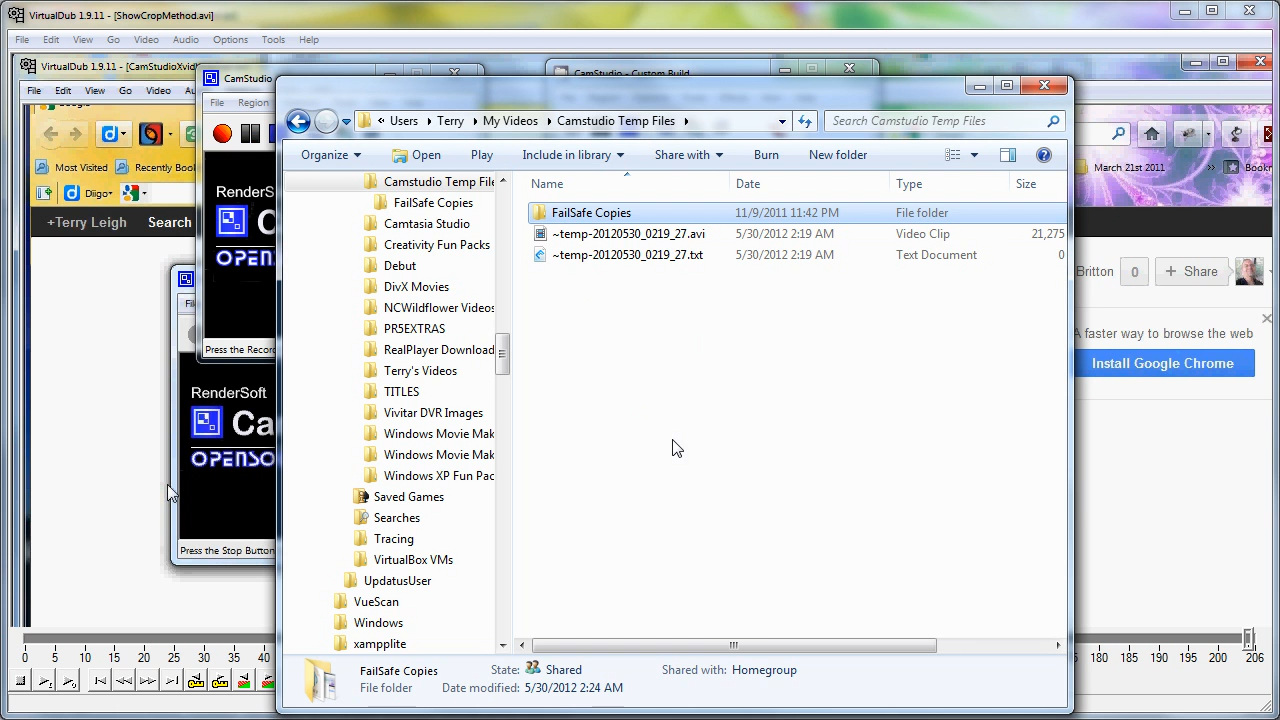 VirtualDub 1.9.11 - [ShowCropMethod.avi]
File Edit View Go Video Audio Options Tools Help
VirtualDub 1.9.11 - [CamStudioXvid
File Edit View Go Video
CamStudio
File Region
CamStudio - Custom Build
Users Terry My Videos Camstudio Temp Files
Search Camstudio Temp Files
Organize Open Play Include in library Share with Burn New folder
Most Visited Recently Book
March 21st 2011
Bookr
Diigo
+Terry Leigh Search
Name Date Type Size
Camstudio Temp File
FailSafe Copies
Camtasia Studio
Creativity Fun Packs
Debut
DivX Movies
NCWildflower Videos
PR5EXTRAS
RealPlayer Download
Terry's Videos
TITLES
Vivitar DVR Images
Windows Movie Mak
Windows Movie Mak
Windows XP Fun Pac
Saved Games
Searches
Tracing
VirtualBox VMs
UpdatusUser
VueScan
Windows
xampplite
FailSafe Copies 11/9/2011 11:42 PM File folder
~temp-20120530_0219_27.avi 5/30/2012 2:19 AM Video Clip 21,275
~temp-20120530_0219_27.txt 5/30/2012 2:19 AM Text Document 0
RenderS
C
OPENS
Press the Recor
RenderSoft
Ca
OPENSO
Press the Stop Button
Britton 0 + Share
A faster way to browse the web
Install Google Chrome
0 5 10 15 20 25 30 35 40
180 185 190 195 200 206
FailSafe Copies State: Shared Shared with: Homegroup
File folder Date modified: 5/30/2012 2:24 AM